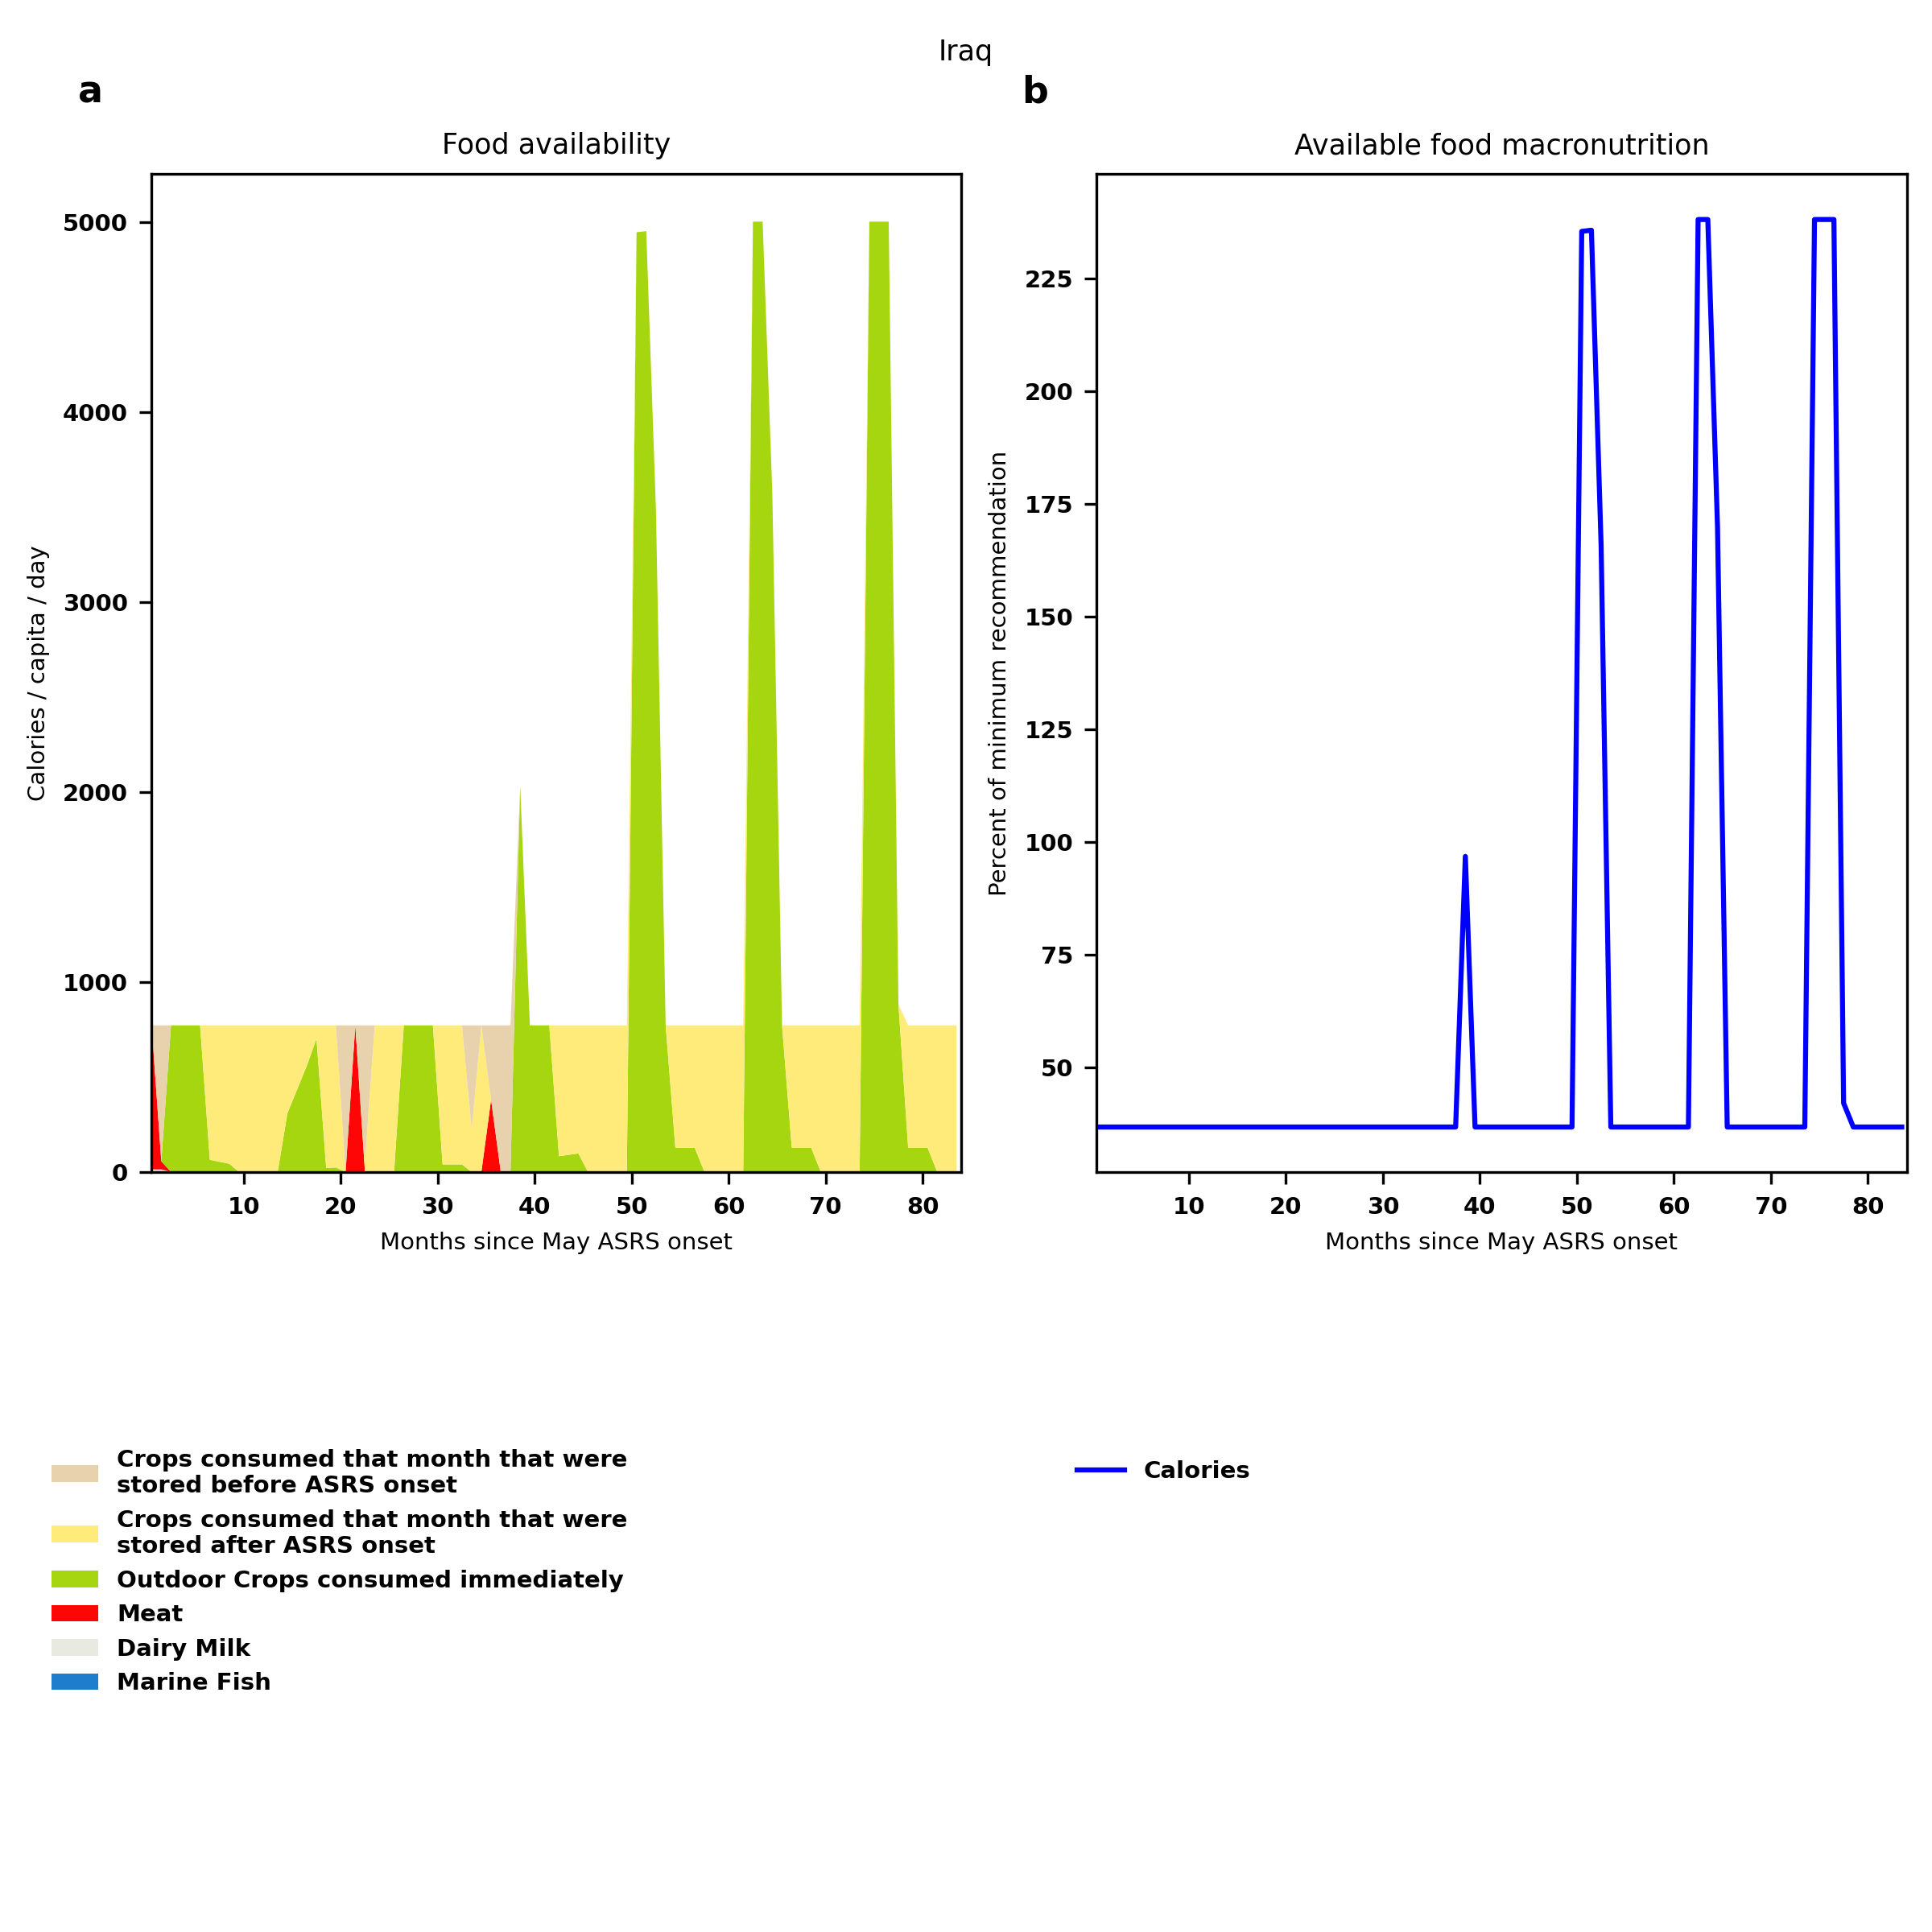 Iraq
a
Food availability
Calories / capita / day
5000
4000
3000
2000
1000
0
10 20 30 40 50 60 70 80
Months since May ASRS onset
b
Available food macronutrition
Percent of minimum recommendation
225
200
175
150
125
100
75
50
10 20 30 40 50 60 70 80
Months since May ASRS onset
Crops consumed that month that were
stored before ASRS onset
Crops consumed that month that were
stored after ASRS onset
Outdoor Crops consumed immediately
Meat
Dairy Milk
Marine Fish
Calories